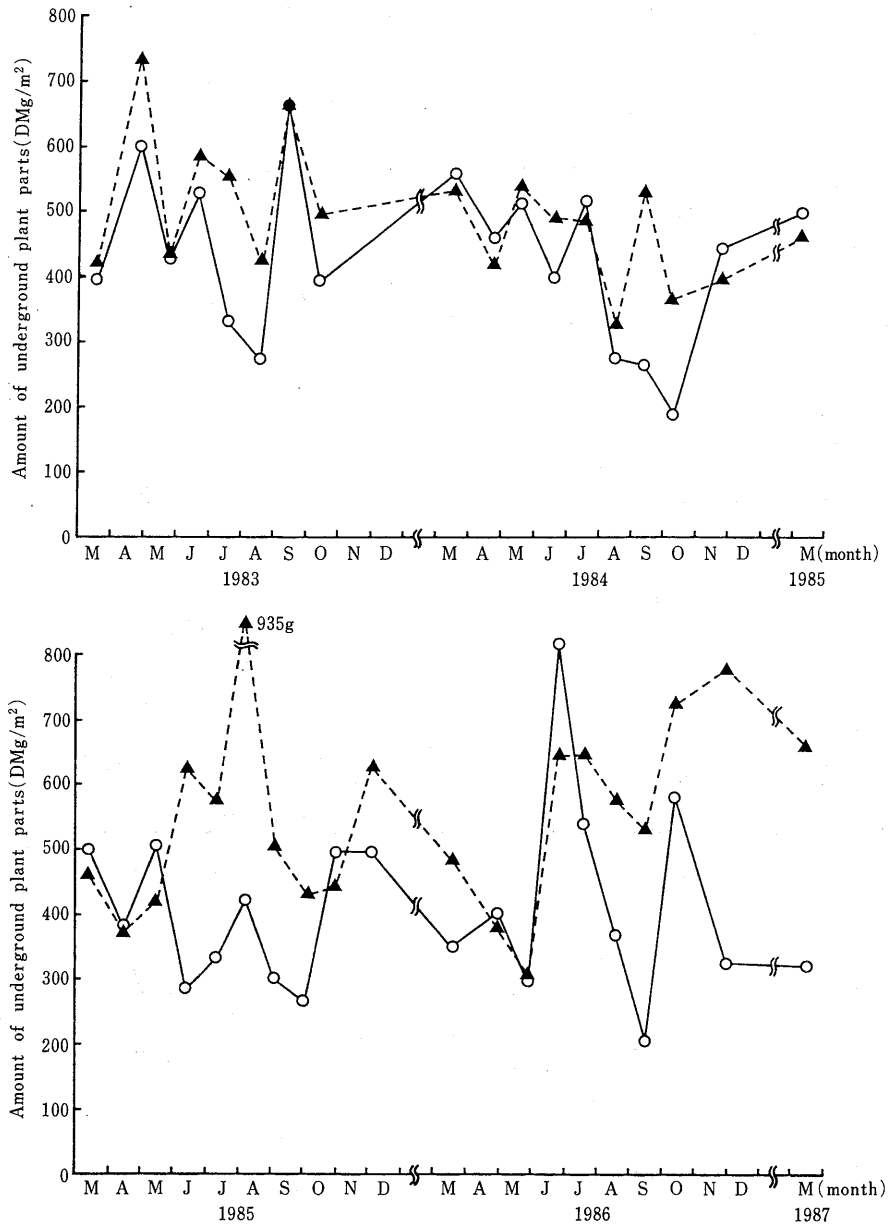 Amount of underground plant parts(DMg/m²)
800
700
600
500
400
300
200
100
0
M A M J J A S O N D M A M J J A S O N D M(month)
1983 1984 1985
Amount of underground plant parts(DMg/m²)
935g
800
700
600
500
400
300
200
100
0
M A M J J A S O N D M A M J J A S O D M(month)
1985 1986 1987